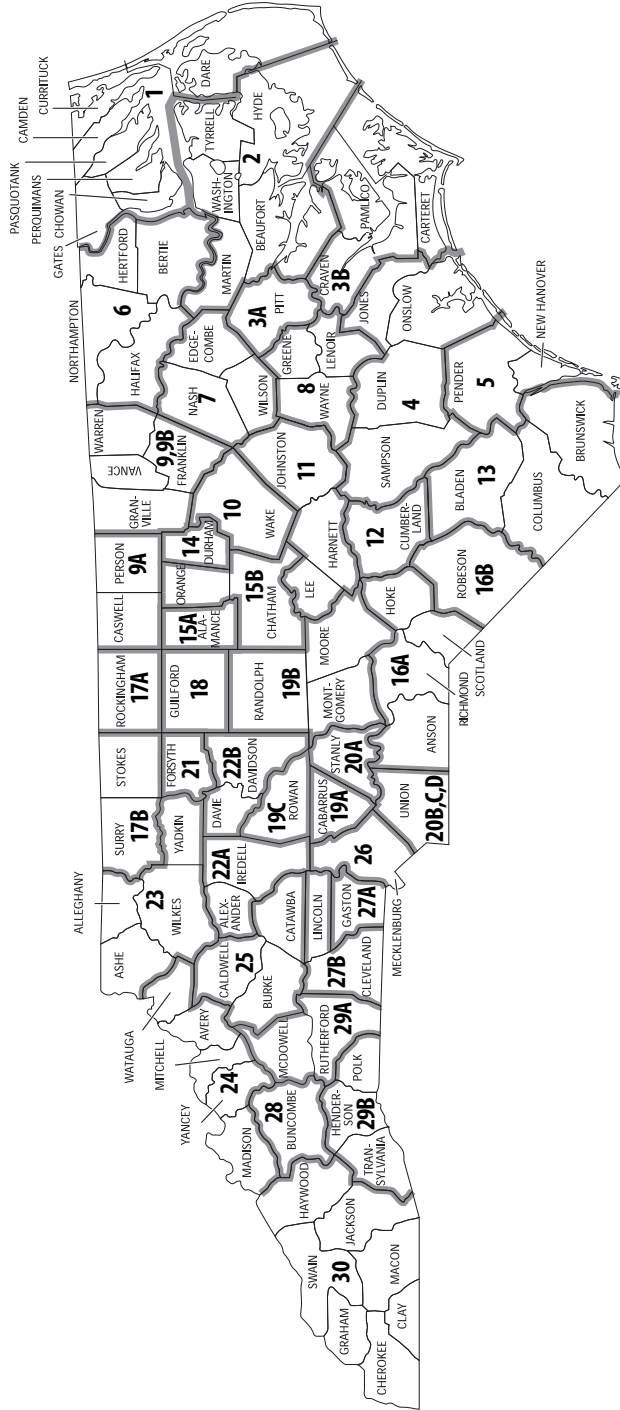 CHEROKEE
GRAHAM
CLAY
MACON
SWAIN
30
JACKSON
HAYWOOD
TRAN-
SYLVANIA
HENDER-
SON
29B
BUNCOMBE
28
MADISON
YANCEY
24
MITCHELL
WATAUGA
AVERY
MCDOWELL
RUTHERFORD
29A
POLK
CLEVELAND
27B
BURKE
CALDWELL
25
ASHE
ALLEGHANY
WILKES
23
ALEX-
ANDER
CATAWBA
LINCOLN
GASTON
27A
MECKLENBURG
26
IREDELL
22A
SURRY
17B
YADKIN
STOKES
FORSYTH
21
DAVIE
DAVIDSON
22B
ROWAN
19C
CABARRUS
19A
STANLY
20A
UNION
20B,C,D
ANSON
ROCKINGHAM
17A
GUILFORD
18
RANDOLPH
19B
MONT-
GOMERY
MOORE
RICHMOND
SCOTLAND
16A
HOKE
CASWELL
PERSON
9A
15A
ALA-
MANCE
ORANGE
14
DURHAM
CHATHAM
15B
LEE
HARNETT
CUMBER-
LAND
12
ROBESON
16B
BLADEN
13
COLUMBUS
BRUNSWICK
GRAN-
VILLE
VANCE
WARREN
9,9B
FRANKLIN
WAKE
10
JOHNSTON
11
SAMPSON
DUPLIN
4
PENDER
5
NEW HANOVER
NORTHAMPTON
6
HALIFAX
HERTFORD
BERTIE
NASH
7
EDGE-
COMBE
WILSON
WAYNE
8
GREENE
LENOIR
PITT
3A
JONES
ONSLOW
CRAVEN
3B
PAMLICO
CARTERET
MARTIN
BEAUFORT
WASH-
INGTON
TYRRELL
DARE
HYDE
2
GATES
CHOWAN
PERQUIMANS
PASQUOTANK
CAMDEN
CURRITUCK
1